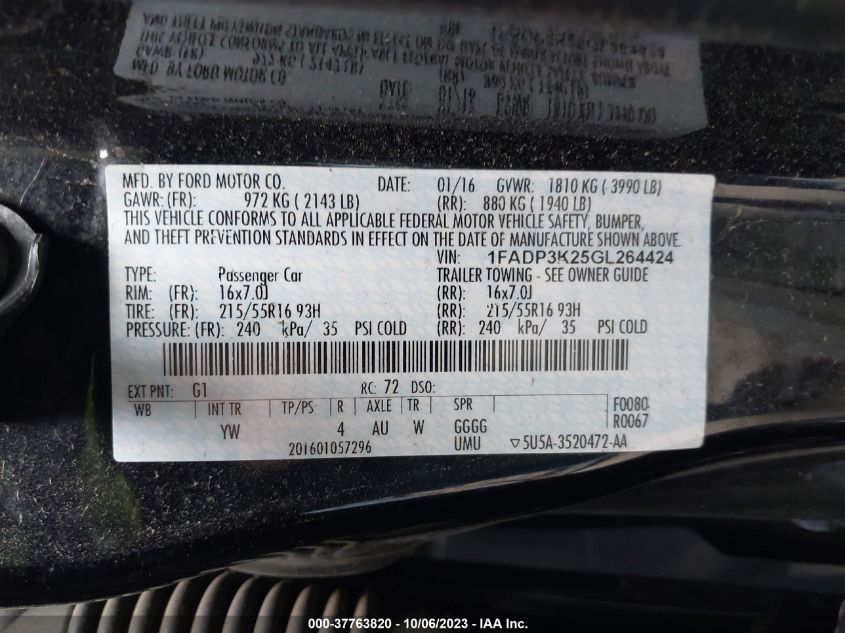 MFD. BY FORD MOTOR CO. DATE: 01/16 GVWR: 1810 KG ( 3990 LB)
GAWR: (FR): 972 KG ( 2143 LB) (RR): 880 KG ( 1940 LB)
THIS VEHICLE CONFORMS TO ALL APPLICABLE FEDERAL MOTOR VEHICLE SAFETY, BUMPER,
AND THEFT PREVENTION STANDARDS IN EFFECT ON THE DATE OF MANUFACTURE SHOWN ABOVE.
VIN: 1FADP3K25GL264424
TYPE: Passenger Car TRAILER TOWING - SEE OWNER GUIDE
RIM: (FR): 16x7.0J (RR): 16x7.0J
TIRE: (FR): 215/55R16 93H (RR): 215/55R16 93H
PRESSURE: (FR): 240 kPa/ 35 PSI COLD (RR): 240 kPa/ 35 PSI COLD
EXT PNT: G1 RC: 72 DSO:
WB INT TR TP/PS R AXLE TR SPR F0080
R0067
YW 4 AU W GGGG
201601057296 UMU ▽5U5A-3520472-AA
000-37763820 - 10/06/2023 - IAA Inc.